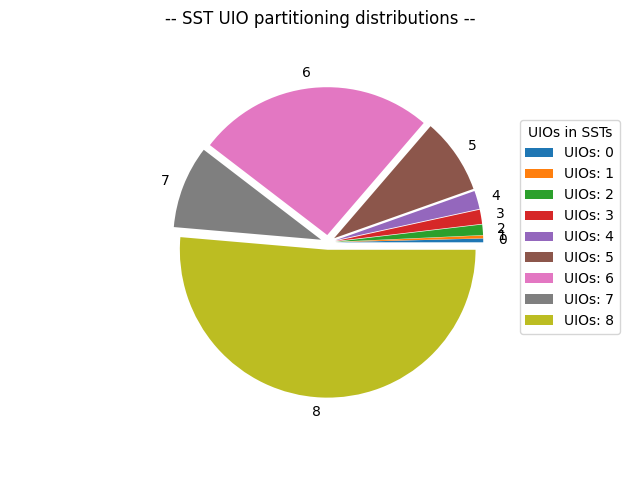 -- SST UIO partitioning distributions --
6
5
7
4
3
2
1
0
8
UIOs in SSTs
UIOs: 0
UIOs: 1
UIOs: 2
UIOs: 3
UIOs: 4
UIOs: 5
UIOs: 6
UIOs: 7
UIOs: 8